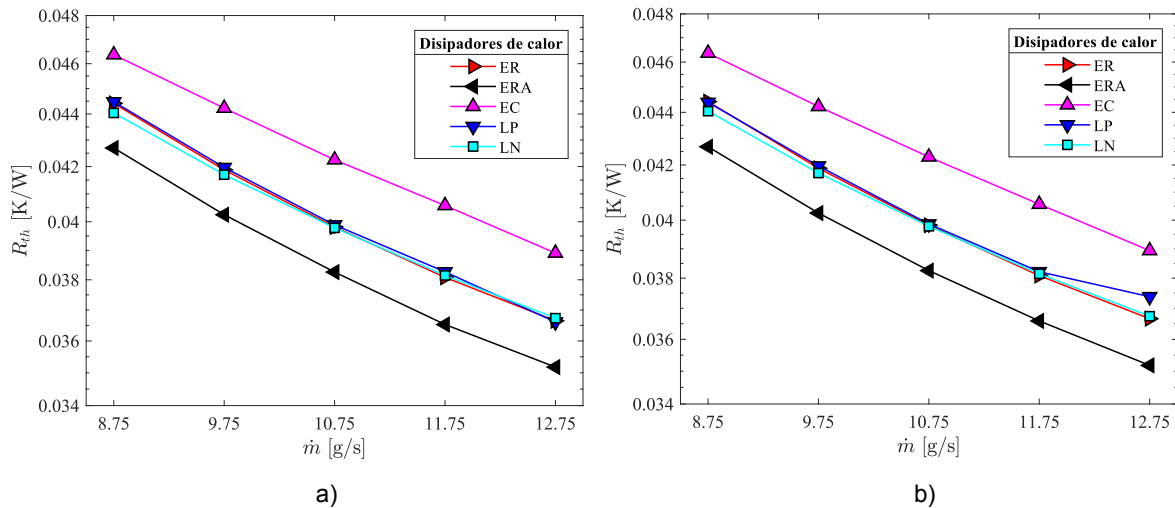 0.048
0.046
0.044
0.042
0.04
0.038
0.036
0.034
R_th [K/W]
8.75 9.75 10.75 11.75 12.75
ṁ [g/s]
Disipadores de calor
ER
ERA
EC
LP
LN
a)
0.048
0.046
0.044
0.042
0.04
0.038
0.036
0.034
R_th [K/W]
8.75 9.75 10.75 11.75 12.75
ṁ [g/s]
Disipadores de calor
ER
ERA
EC
LP
LN
b)